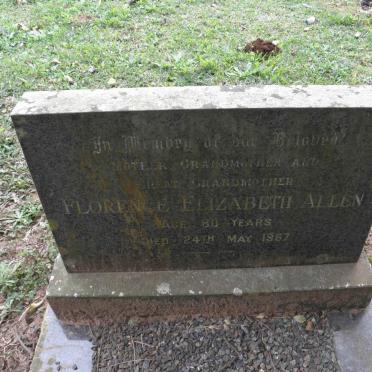 In Memory of our Beloved
Mother, Grandmother and
Great Grandmother
Florence Elizabeth Allen
Age 80 Years
Died 24th May 1967